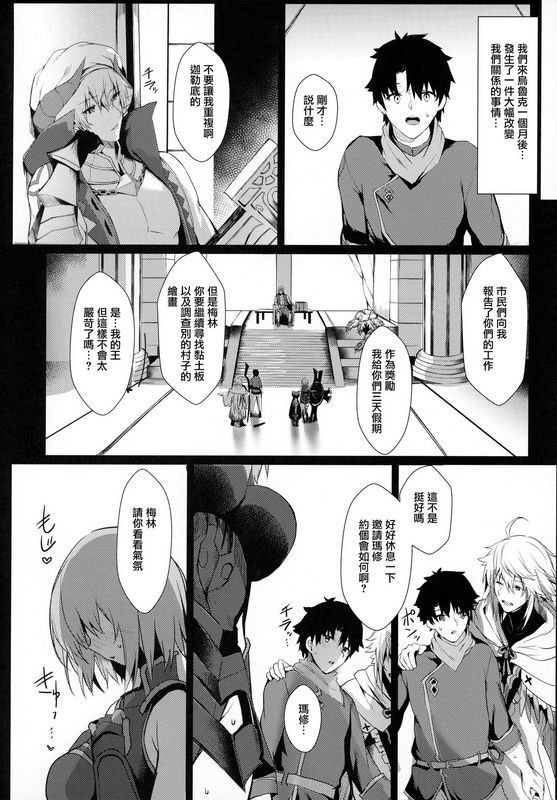 我們來烏魯克一個月後…
發生了一件大幅改變
我們關係的事情…
剛才…
說什麼
チラッ
不要讓我重複啊
迦勒底的
市民們向我
報告了你們的工作
作為獎勵
我給你們三天假期
但是梅林
你要繼續尋找黏土板
以及調查別的村子的
繪畫
是…我的王
但這樣不會太
嚴苛了嗎…?
這不是
挺好嗎
好好休息一下
邀請瑪修
約個會如何啊?
ポン
チラッ
瑪修…
梅林
請你看看氣氛
もじっ♥
きゅっ…♥